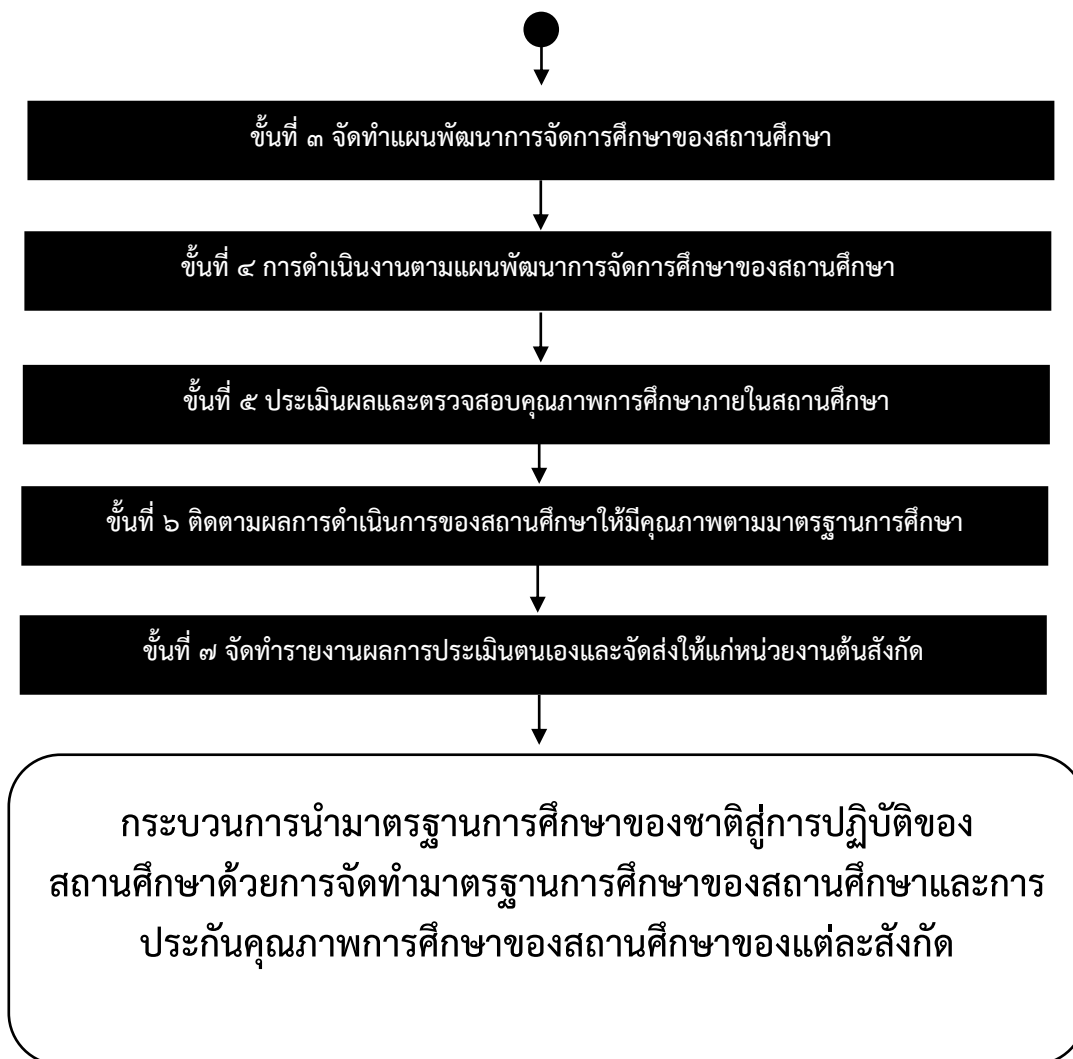 ขั้นที่ ๓ จัดทำแผนพัฒนาการจัดการศึกษาของสถานศึกษา
ขั้นที่ ๔ การดำเนินงานตามแผนพัฒนาการจัดการศึกษาของสถานศึกษา
ขั้นที่ ๕ ประเมินผลและตรวจสอบคุณภาพการศึกษาภายในสถานศึกษา
ขั้นที่ ๖ ติดตามผลการดำเนินการของสถานศึกษาให้มีคุณภาพตามมาตรฐานการศึกษา
ขั้นที่ ๗ จัดทำรายงานผลการประเมินตนเองและจัดส่งให้แก่หน่วยงานต้นสังกัด
กระบวนการนำมาตรฐานการศึกษาของชาติสู่การปฏิบัติของ
สถานศึกษาด้วยการจัดทำมาตรฐานการศึกษาของสถานศึกษาและการ
ประกันคุณภาพการศึกษาของสถานศึกษาของแต่ละสังกัด